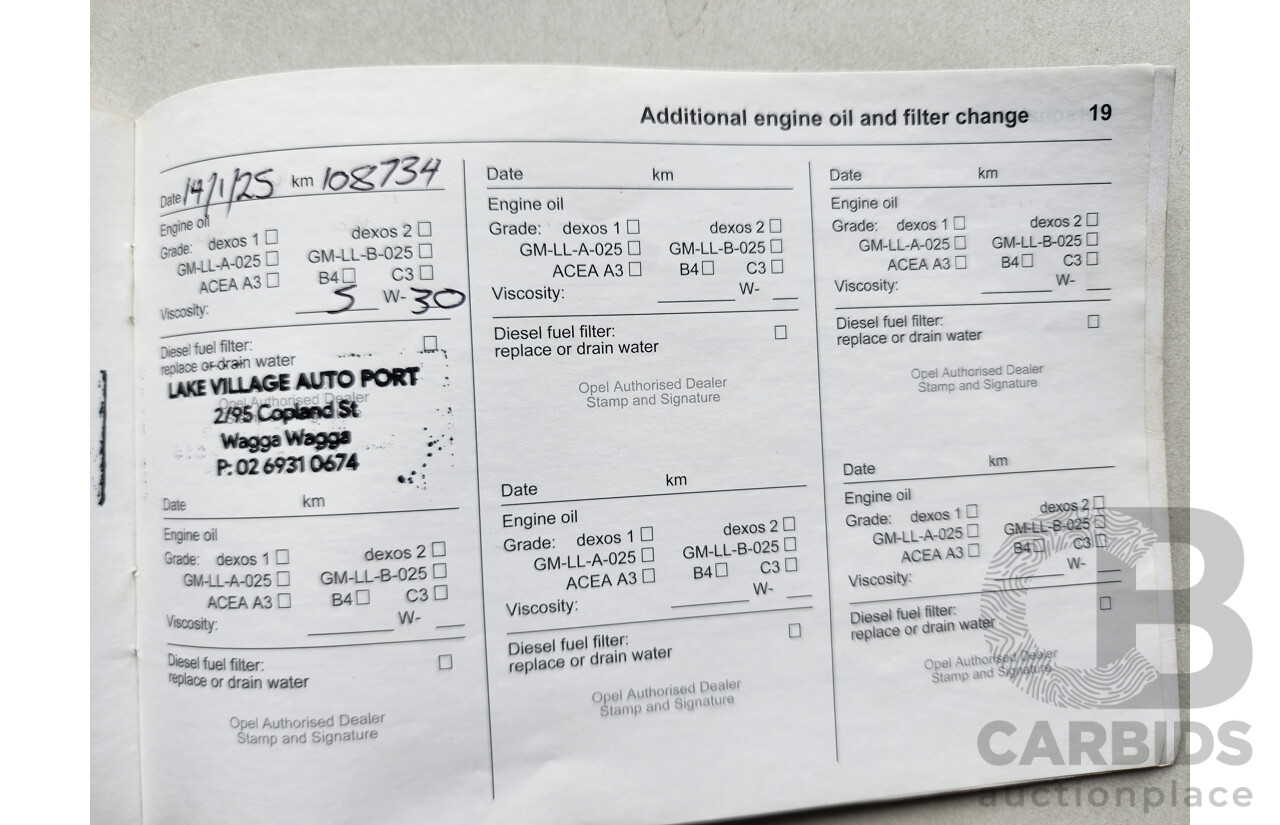 Additional engine oil and filter change 19
Date 14/1/25 km 108734
Engine oil
Grade: dexos 1 ☐ dexos 2 ☐
GM-LL-A-025 ☐ GM-LL-B-025 ☐
ACEA A3 ☐ B4 ☐ C3 ☐
Viscosity: 5 W- 30
Diesel fuel filter: ☐
replace or drain water
Opel Authorised Dealer
LAKE VILLAGE AUTO PORT
2/95 Copland St
Wagga Wagga
P: 02 6931 0674
Date km
Engine oil
Grade: dexos 1 ☐ dexos 2 ☐
GM-LL-A-025 ☐ GM-LL-B-025 ☐
ACEA A3 ☐ B4 ☐ C3 ☐
Viscosity: W-
Diesel fuel filter: ☐
replace or drain water
Opel Authorised Dealer
Stamp and Signature
Date km
Engine oil
Grade: dexos 1 ☐ dexos 2 ☐
GM-LL-A-025 ☐ GM-LL-B-025 ☐
ACEA A3 ☐ B4 ☐ C3 ☐
Viscosity: W-
Diesel fuel filter: ☐
replace or drain water
Opel Authorised Dealer
Stamp and Signature
Date km
Engine oil
Grade: dexos 1 ☐ dexos 2 ☐
GM-LL-A-025 ☐ GM-LL-B-025 ☐
ACEA A3 ☐ B4 ☐ C3 ☐
Viscosity: W-
Diesel fuel filter: ☐
replace or drain water
Opel Authorised Dealer
Stamp and Signature
Date km
Engine oil
Grade: dexos 1 ☐ dexos 2 ☐
GM-LL-A-025 ☐ GM-LL-B-025 ☐
ACEA A3 ☐ B4 ☐ C3 ☐
Viscosity: W-
Diesel fuel filter: ☐
replace or drain water
Opel Authorised Dealer
Stamp and Signature
Date km
Engine oil
Grade: dexos 1 ☐ dexos 2 ☐
GM-LL-A-025 ☐ GM-LL-B-025 ☐
ACEA A3 ☐ B4 ☐ C3 ☐
Viscosity: W-
Diesel fuel filter: ☐
replace or drain water
Opel Authorised Dealer
Stamp and Signature
CB
CARBIDS
auctionplace